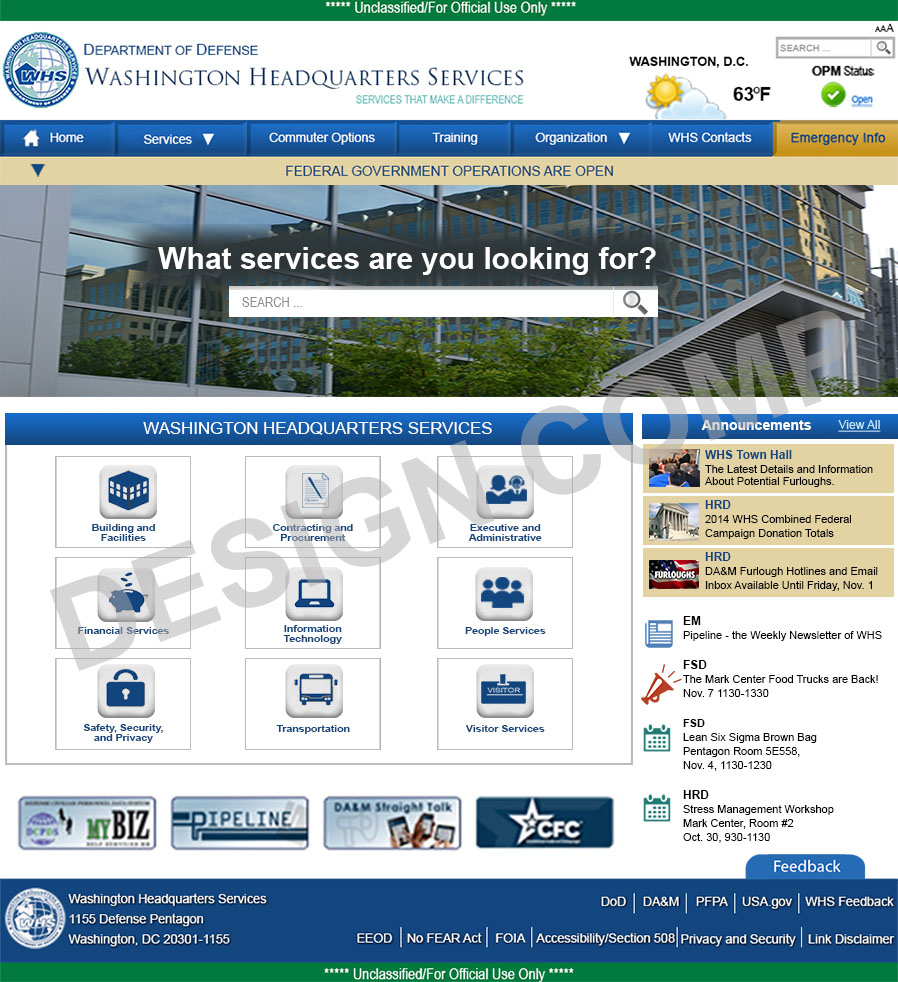 ***** Unclassified/For Official Use Only *****
AAA
DEPARTMENT OF DEFENSE
WASHINGTON HEADQUARTERS SERVICES
SERVICES THAT MAKE A DIFFERENCE
WHS
WASHINGTON, D.C.
63°F
SEARCH ...
OPM Status
Open
Home
Services
Commuter Options
Training
Organization
WHS Contacts
Emergency Info
FEDERAL GOVERNMENT OPERATIONS ARE OPEN
What services are you looking for?
SEARCH ...
DESIGN COMP
WASHINGTON HEADQUARTERS SERVICES
Building and
Facilities
Contracting and
Procurement
Executive and
Administrative
Financial Services
Information
Technology
People Services
Safety, Security,
and Privacy
Transportation
VISITOR
Visitor Services
Announcements
View All
WHS Town Hall
The Latest Details and Information
About Potential Furloughs.
HRD
2014 WHS Combined Federal
Campaign Donation Totals
FURLOUGHS
HRD
DA&M Furlough Hotlines and Email
Inbox Available Until Friday, Nov. 1
EM
Pipeline - the Weekly Newsletter of WHS
FSD
The Mark Center Food Trucks are Back!
Nov. 7 1130-1330
FSD
Lean Six Sigma Brown Bag
Pentagon Room 5E558,
Nov. 4, 1130-1230
HRD
Stress Management Workshop
Mark Center, Room #2
Oct. 30, 930-1130
DCPDS
MyBIZ
PIPELINE
DA&M Straight Talk
CFC
Feedback
WHS
Washington Headquarters Services
1155 Defense Pentagon
Washington, DC 20301-1155
DoD
DA&M
PFPA
USA.gov
WHS Feedback
EEOD
No FEAR Act
FOIA
Accessibility/Section 508
Privacy and Security
Link Disclaimer
***** Unclassified/For Official Use Only *****